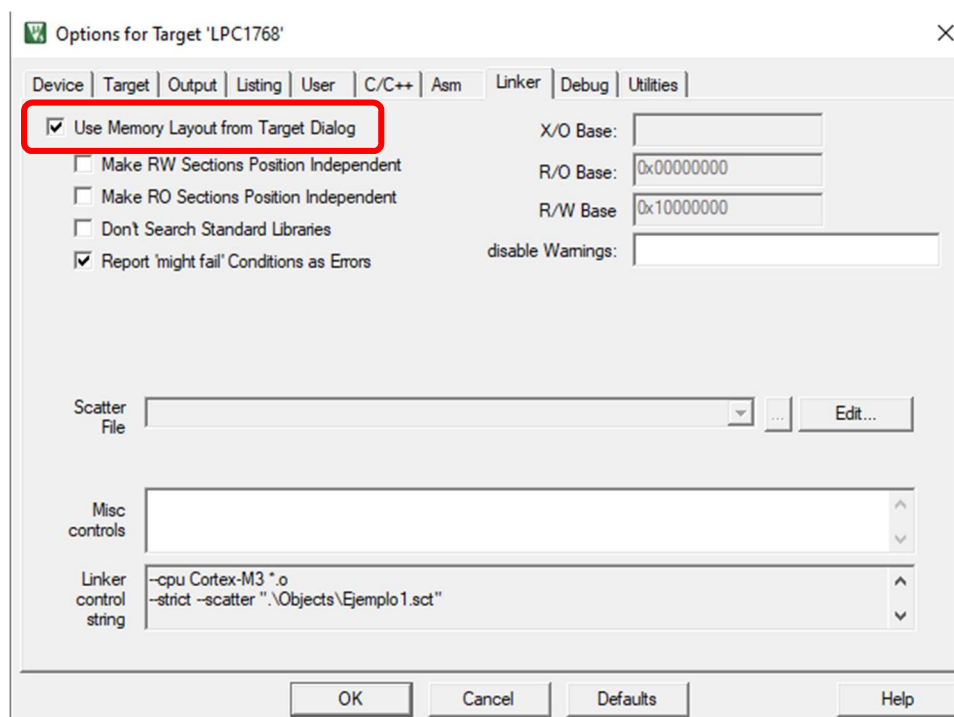 Options for Target 'LPC1768'
Device Target Output Listing User C/C++ Asm Linker Debug Utilities
Use Memory Layout from Target Dialog
Make RW Sections Position Independent
Make RO Sections Position Independent
Don't Search Standard Libraries
Report 'might fail' Conditions as Errors
X/O Base:
R/O Base: 0x00000000
R/W Base 0x10000000
disable Warnings:
Scatter
File
... Edit...
Misc
controls
Linker
control
string
--cpu Cortex-M3 *.o
--strict --scatter ".\Objects\Ejemplo1.sct"
OK Cancel Defaults Help